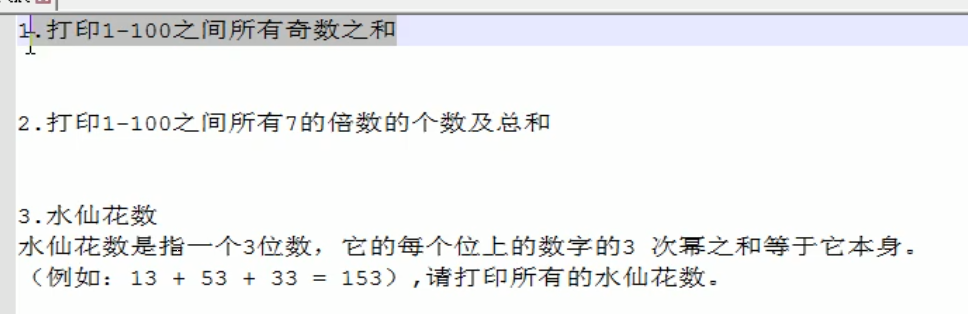 1.打印1-100之间所有奇数之和
2.打印1-100之间所有7的倍数的个数及总和
3.水仙花数
水仙花数是指一个3位数，它的每个位上的数字的3 次幂之和等于它本身。
（例如：13 + 53 + 33 = 153）,请打印所有的水仙花数。